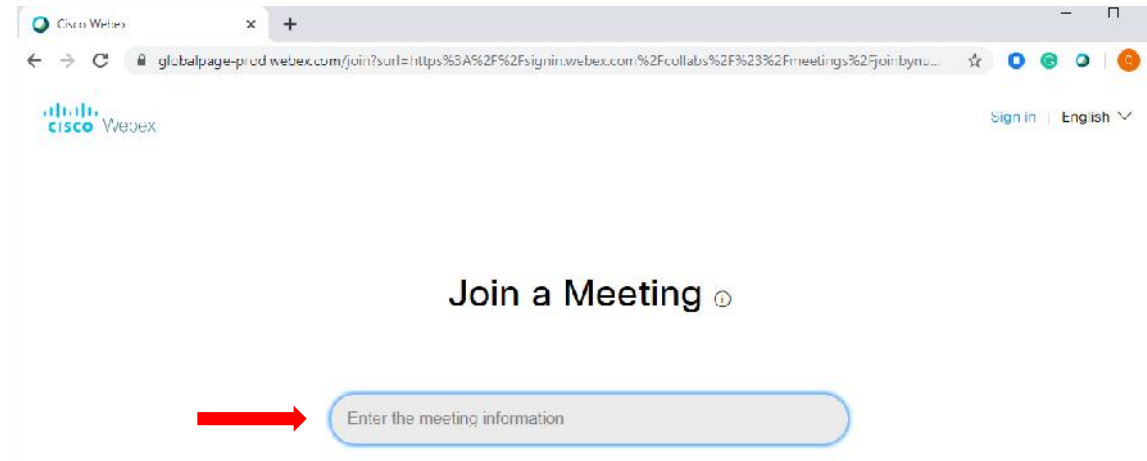 Cisco Webex
globalpage-prod.webex.com/join?surl=https%3A%2F%2Fsignin.webex.com%2Fcollabs%2F%23%2Fmeetings%2Fjoinbynu...
cisco Webex
Sign in | English
Join a Meeting
Enter the meeting information